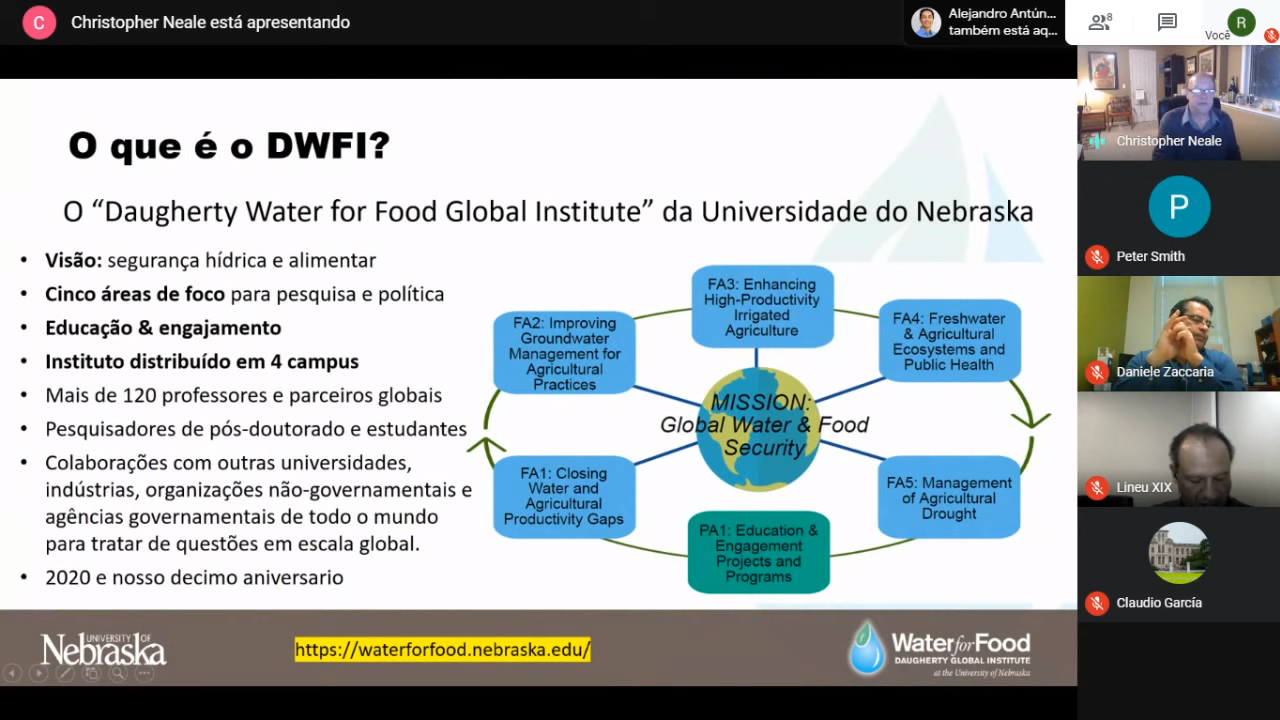 C
Christopher Neale está apresentando
Alejandro Antún...
também está aq...
8
Você
R
O que é o DWFI?
O “Daugherty Water for Food Global Institute” da Universidade do Nebraska
• Visão: segurança hídrica e alimentar
• Cinco áreas de foco para pesquisa e política
• Educação & engajamento
• Instituto distribuído em 4 campus
• Mais de 120 professores e parceiros globais
• Pesquisadores de pós-doutorado e estudantes
• Colaborações com outras universidades,
indústrias, organizações não-governamentais e
agências governamentais de todo o mundo
para tratar de questões em escala global.
• 2020 e nosso decimo aniversario
FA3: Enhancing
High-Productivity
Irrigated
Agriculture
FA2: Improving
Groundwater
Management for
Agricultural
Practices
FA4: Freshwater
& Agricultural
Ecosystems and
Public Health
MISSION:
Global Water & Food
Security
FA1: Closing
Water and
Agricultural
Productivity Gaps
FA5: Management
of Agricultural
Drought
PA1: Education &
Engagement
Projects and
Programs
UNIVERSITY OF
Nebraska
https://waterforfood.nebraska.edu/
Water for Food
DAUGHERTY GLOBAL INSTITUTE
at the University of Nebraska
Christopher Neale
P
Peter Smith
Daniele Zaccaria
Lineu XIX
Claudio García